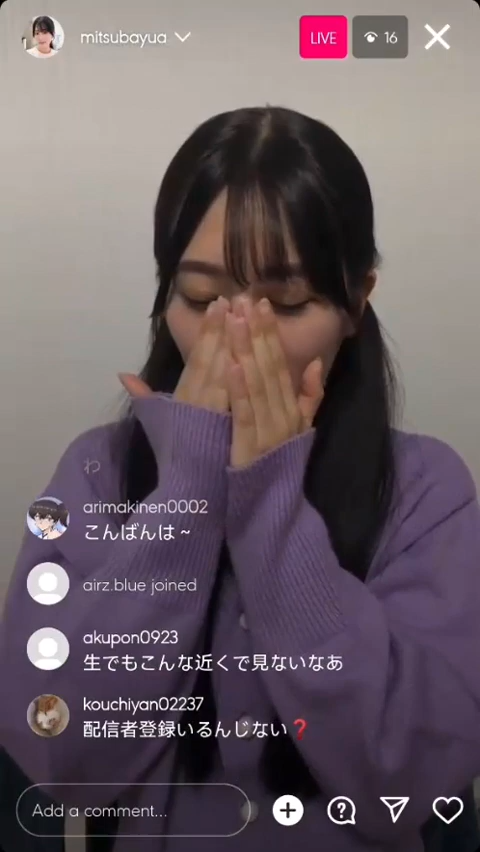 mitsubayua
LIVE
16
わ
arimakinen0002
こんばんは~
airz.blue joined
akupon0923
生でもこんな近くで見ないなあ
kouchiyan02237
配信者登録いるんじない❓
Add a comment...